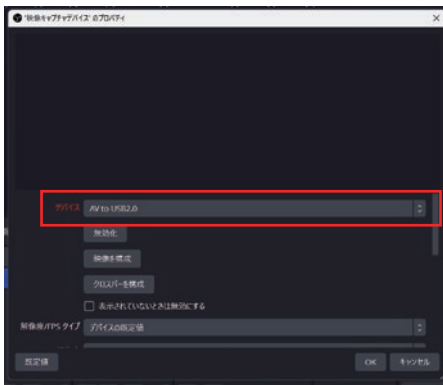 '映像キャプチャデバイス' のプロパティ
デバイス AV to USB2.0
無効化
映像を構成
クロスバーを構成
表示されていないときは無効にする
解像度/FPS タイプ デバイスの既定値
既定値 OK キャンセル